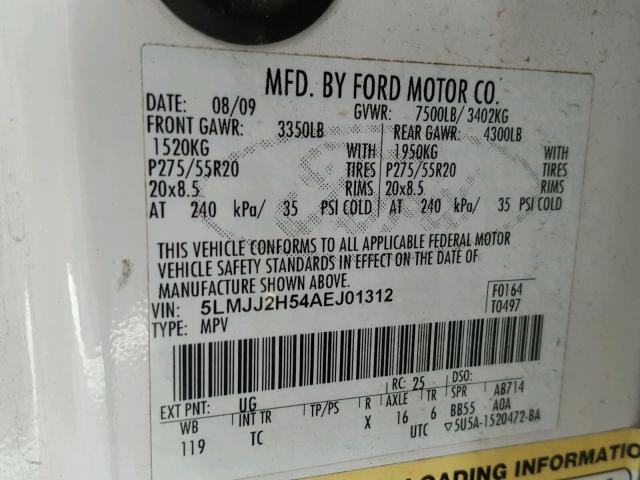 MFD. BY FORD MOTOR CO.
DATE: 08/09 GVWR: 7500LB/ 3402KG
FRONT GAWR: 3350LB REAR GAWR: 4300LB
1520KG WITH 1950KG WITH
P275/55R20 TIRES P275/55R20 TIRES
20x8.5 RIMS 20x8.5 RIMS
AT 240 kPa/ 35 PSI COLD AT 240 kPa/ 35 PSI COLD
THIS VEHICLE CONFORMS TO ALL APPLICABLE FEDERAL MOTOR
VEHICLE SAFETY STANDARDS IN EFFECT ON THE DATE OF
MANUFACTURE SHOWN ABOVE.
VIN: 5LMJJ2H54AEJ01312 F0164
TYPE: MPV T0497
EXT PNT: UG RC: 25 DSO:
WB INT TR TP/PS R AXLE TR SPR AB714
119 TC X 16 6 BB55 A0A
UTC ▽5U5A-1520472-BA
LOADING INFORMATION